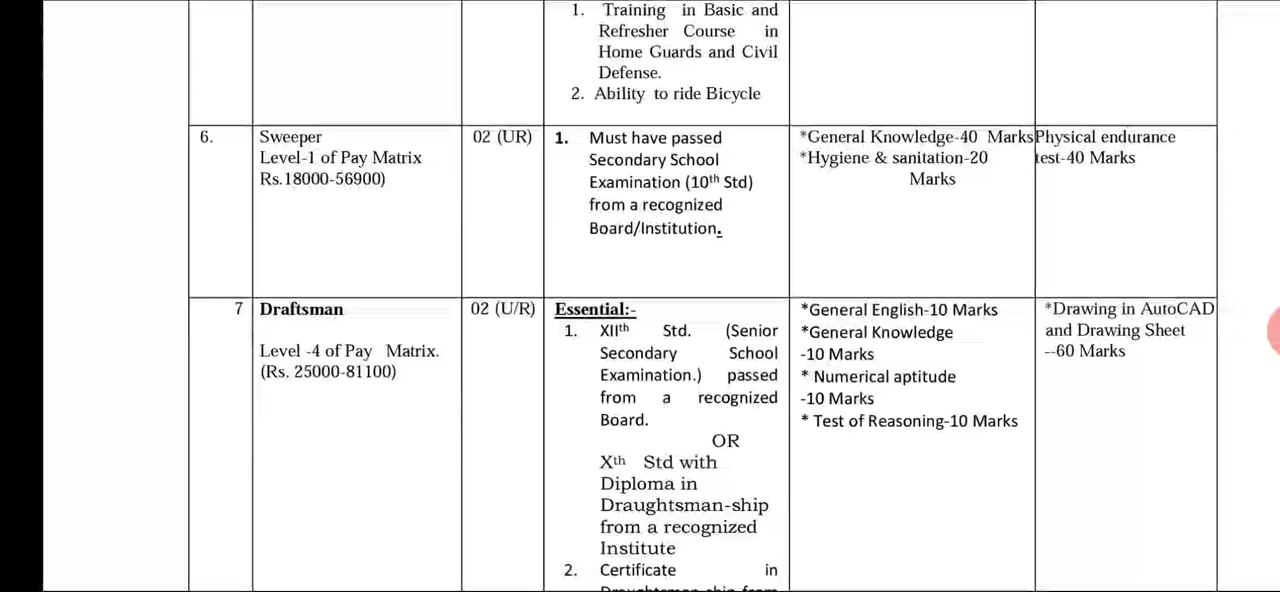 1. Training in Basic and
Refresher Course in
Home Guards and Civil
Defense.
2. Ability to ride Bicycle
6.
Sweeper
Level-1 of Pay Matrix
Rs.18000-56900)
02 (UR)
1. Must have passed
Secondary School
Examination (10th Std)
from a recognized
Board/Institution.
*General Knowledge-40 Marks
*Hygiene & sanitation-20
Marks
Physical endurance
test-40 Marks
7
Draftsman
Level -4 of Pay Matrix.
(Rs. 25000-81100)
02 (U/R)
Essential:-
1. XIIth Std. (Senior
Secondary School
Examination.) passed
from a recognized
Board.
OR
Xth Std with
Diploma in
Draughtsman-ship
from a recognized
Institute
2. Certificate in
*General English-10 Marks
*General Knowledge
-10 Marks
* Numerical aptitude
-10 Marks
* Test of Reasoning-10 Marks
*Drawing in AutoCAD
and Drawing Sheet
--60 Marks